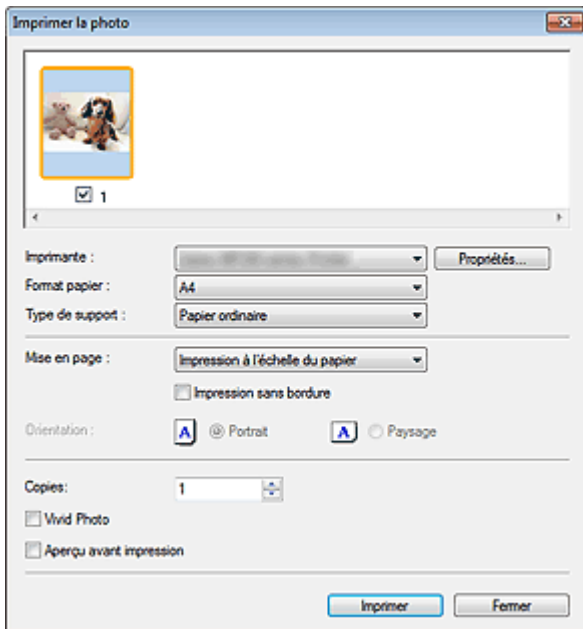 Imprimer la photo
1
Imprimante : Propriétés...
Format papier : A4
Type de support : Papier ordinaire
Mise en page : Impression à l'échelle du papier
Impression sans bordure
Orientation : A Portrait A Paysage
Copies: 1
Vivid Photo
Aperçu avant impression
Imprimer Fermer